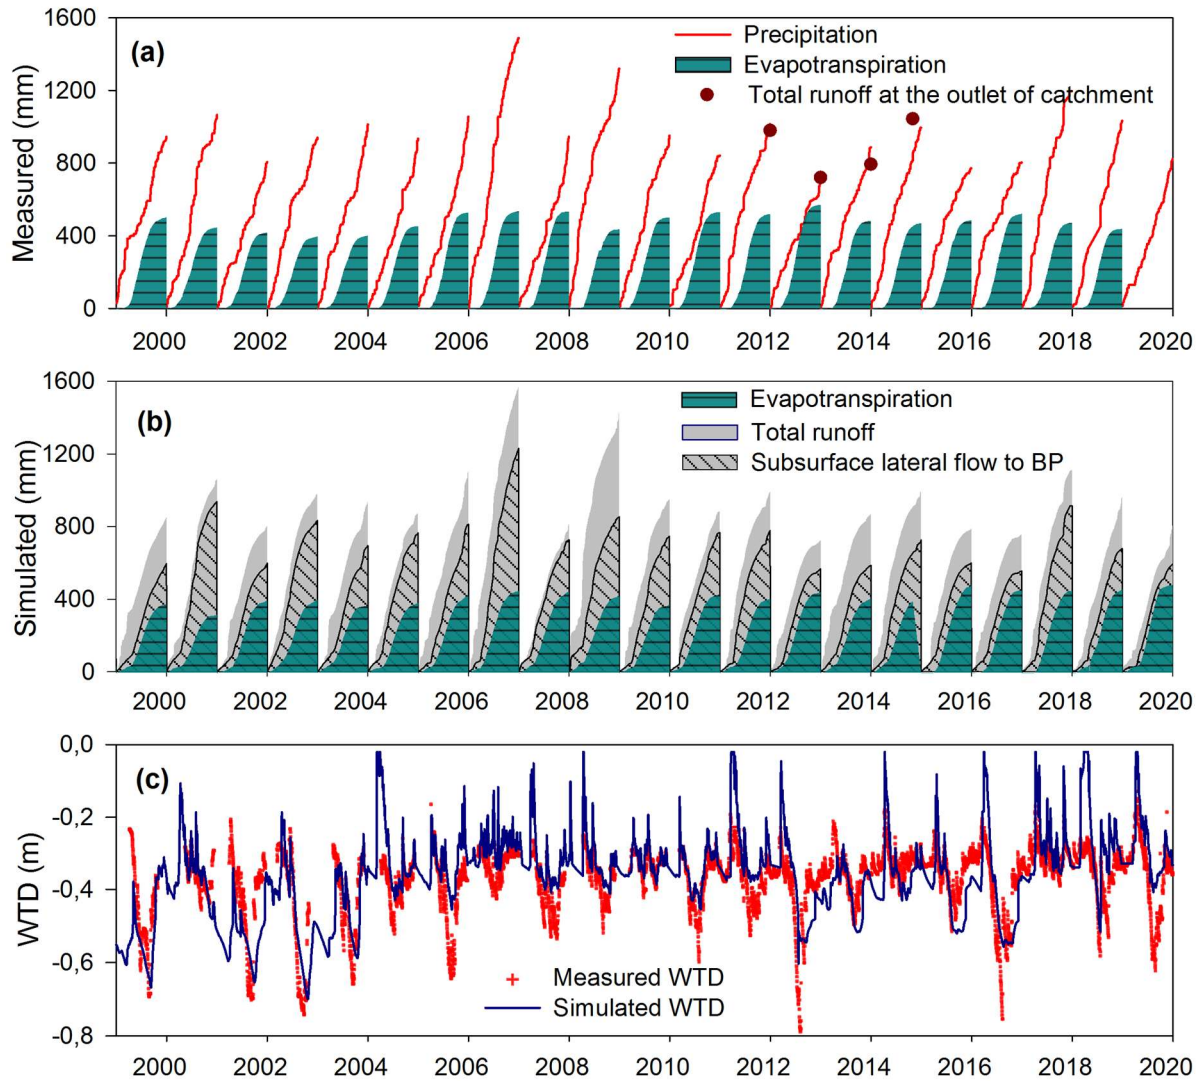 (a)
Measured (mm)
1600
1200
800
400
0
Precipitation
Evapotranspiration
Total runoff at the outlet of catchment
2000 2002 2004 2006 2008 2010 2012 2014 2016 2018 2020
(b)
Simulated (mm)
1600
1200
800
400
0
Evapotranspiration
Total runoff
Subsurface lateral flow to BP
2000 2002 2004 2006 2008 2010 2012 2014 2016 2018 2020
(c)
WTD (m)
0,0
-0,2
-0,4
-0,6
-0,8
Measured WTD
Simulated WTD
2000 2002 2004 2006 2008 2010 2012 2014 2016 2018 2020